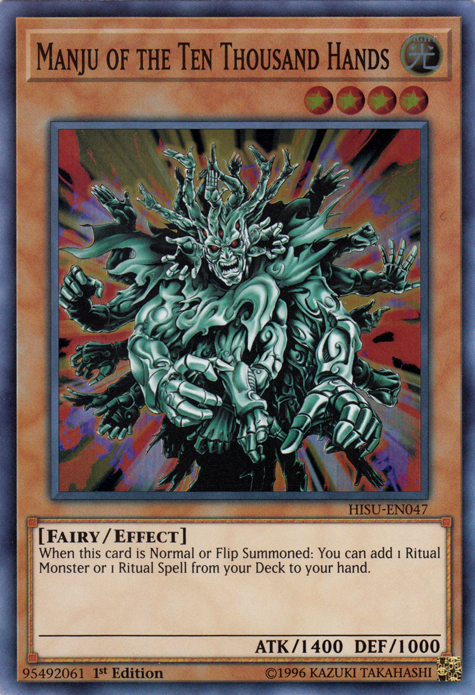 MANJU OF THE TEN THOUSAND HANDS
LIGHT
光
HISU-EN047
[FAIRY/EFFECT]
When this card is Normal or Flip Summoned: You can add 1 Ritual
Monster or 1 Ritual Spell from your Deck to your hand.
ATK/1400 DEF/1000
95492061 1st Edition ©1996 KAZUKI TAKAHASHI